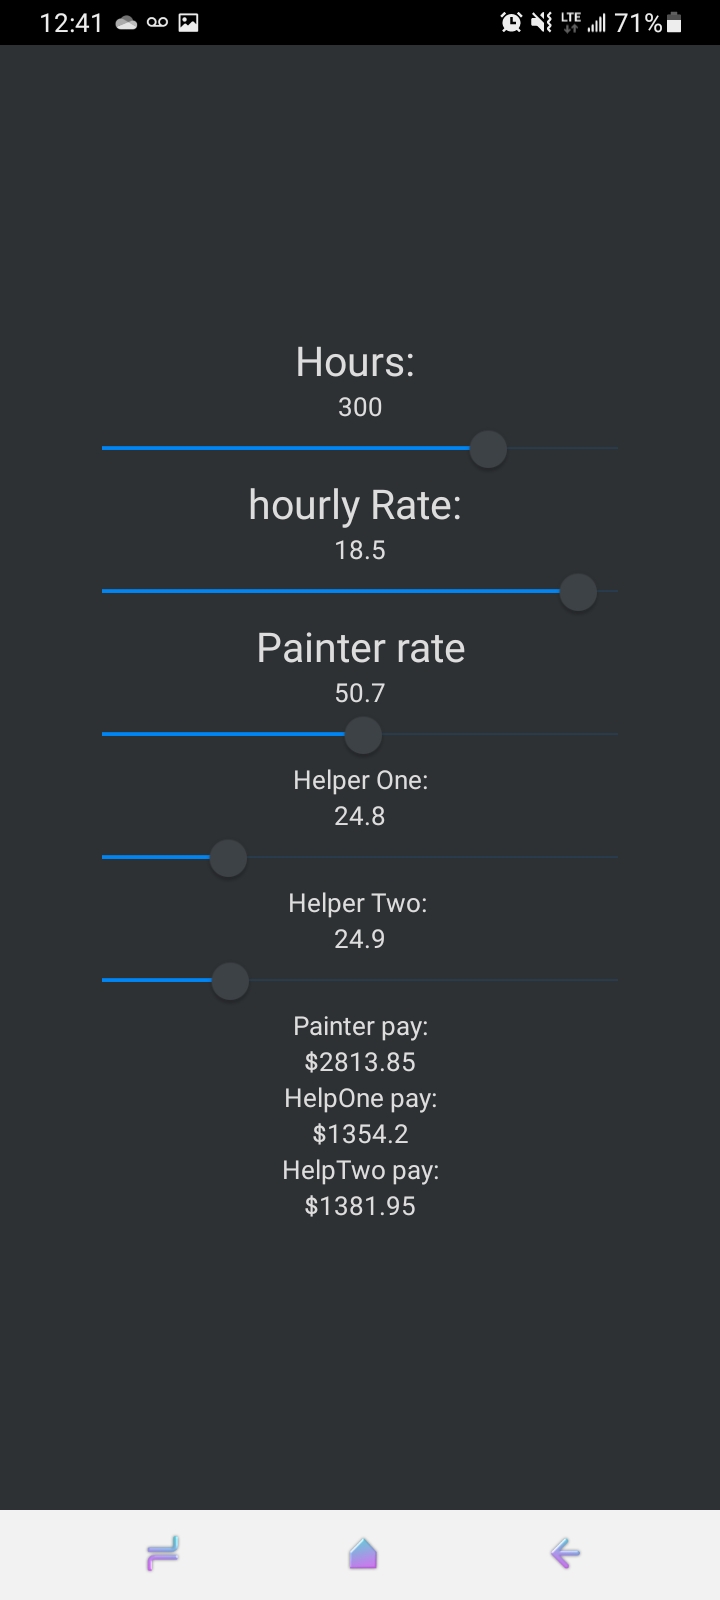 12:41 LTE 71%
Hours:
300
hourly Rate:
18.5
Painter rate
50.7
Helper One:
24.8
Helper Two:
24.9
Painter pay:
$2813.85
HelpOne pay:
$1354.2
HelpTwo pay:
$1381.95